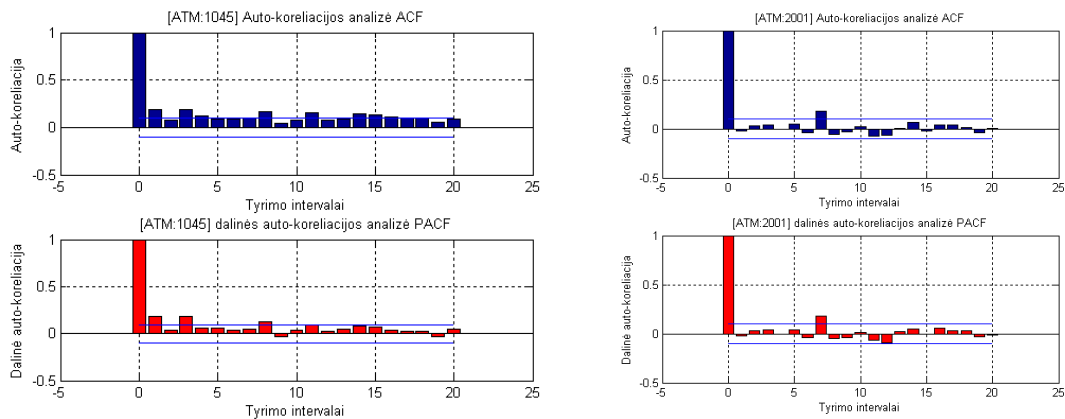 [ATM:1045] Auto-koreliacijos analizė ACF
1
0.5
0
-0.5
Auto-koreliacija
-5 0 5 10 15 20 25
Tyrimo intervalai
[ATM:2001] Auto-koreliacijos analizė ACF
1
0.5
0
-0.5
Auto-koreliacija
-5 0 5 10 15 20 25
Tyrimo intervalai
[ATM:1045] dalinės auto-koreliacijos analizė PACF
1
0.5
0
-0.5
Dalinė auto-koreliacija
-5 0 5 10 15 20 25
Tyrimo intervalai
[ATM:2001] dalinės auto-koreliacijos analizė PACF
1
0.5
0
-0.5
Dalinė auto-koreliacija
-5 0 5 10 15 20 25
Tyrimo intervalai